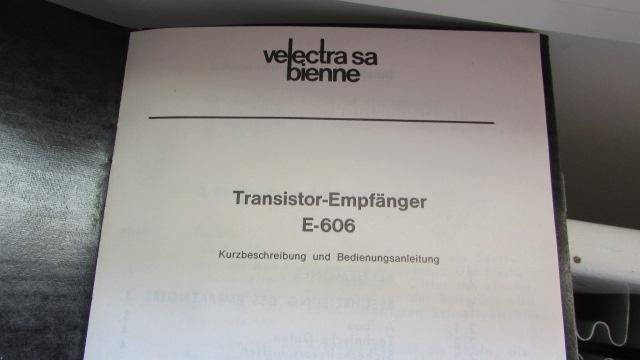 velectra sa
bienne
Transistor-Empfänger
E-606
Kurzbeschreibung und Bedienungsanleitung